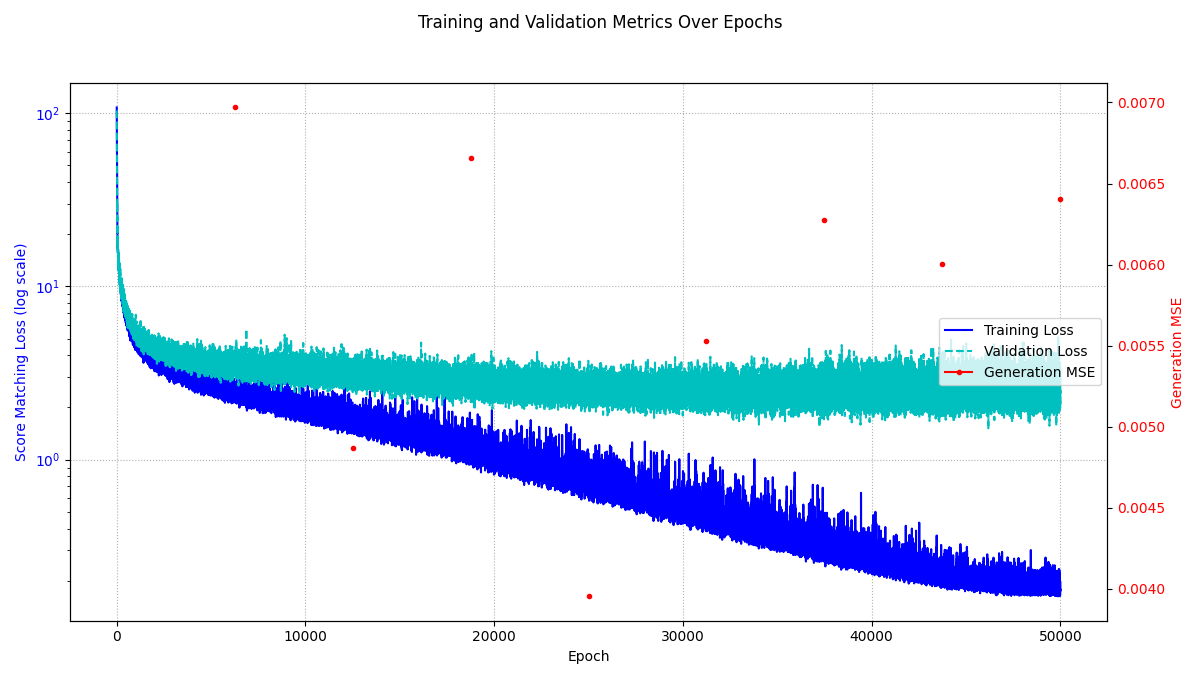 Training and Validation Metrics Over Epochs
Score Matching Loss (log scale)
10²
10¹
10⁰
0.0070
0.0065
0.0060
0.0055
0.0050
0.0045
0.0040
Generation MSE
Training Loss
Validation Loss
Generation MSE
0 10000 20000 30000 40000 50000
Epoch